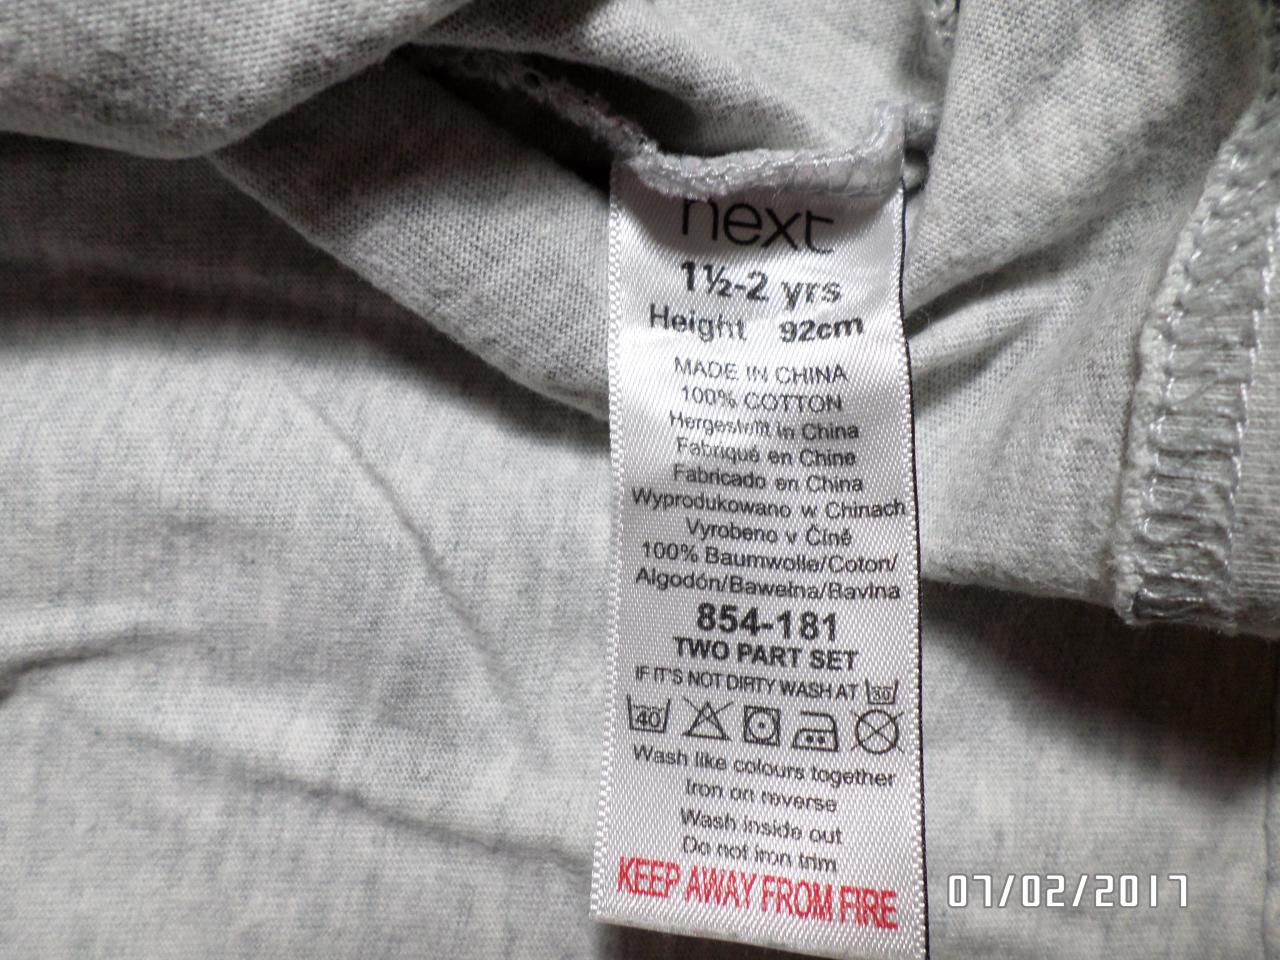 next
1½-2 yrs
Height 92cm
MADE IN CHINA
100% COTTON
Hergestellt in China
Fabriqué en Chine
Fabricado en China
Wyprodukowano w Chinach
Vyrobeno v Číně
100% Baumwolle/Coton/
Algodón/Bawełna/Bavlna
854-181
TWO PART SET
IF IT'S NOT DIRTY WASH AT 30
40
Wash like colours together
Iron on reverse
Wash inside out
Do not iron trim
KEEP AWAY FROM FIRE
07/02/2017